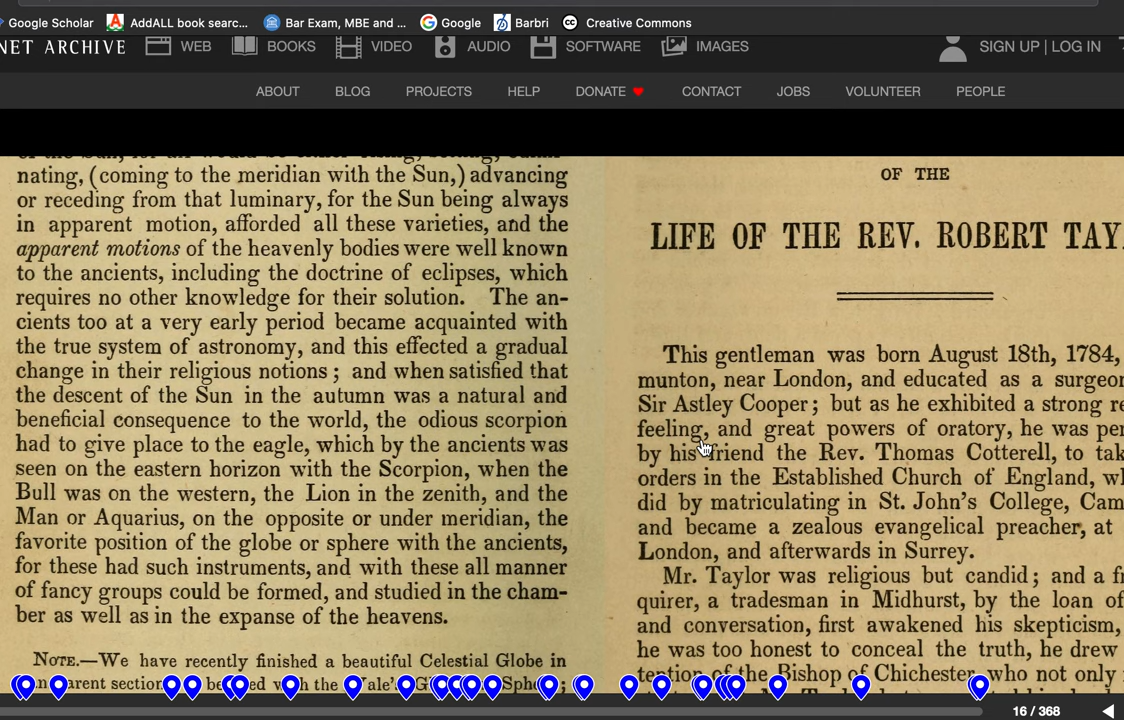 Google Scholar
AddALL book searc...
Bar Exam, MBE and ...
Google
Barbri
Creative Commons
NET ARCHIVE
WEB
BOOKS
VIDEO
AUDIO
SOFTWARE
IMAGES
SIGN UP | LOG IN
ABOUT
BLOG
PROJECTS
HELP
DONATE
CONTACT
JOBS
VOLUNTEER
PEOPLE
nating, (coming to the meridian with the Sun,) advancing
or receding from that luminary, for the Sun being always
in apparent motion, afforded all these varieties, and the
apparent motions of the heavenly bodies were well known
to the ancients, including the doctrine of eclipses, which
requires no other knowledge for their solution. The an-
cients too at a very early period became acquainted with
the true system of astronomy, and this effected a gradual
change in their religious notions ; and when satisfied that
the descent of the Sun in the autumn was a natural and
beneficial consequence to the world, the odious scorpion
had to give place to the eagle, which by the ancients was
seen on the eastern horizon with the Scorpion, when the
Bull was on the western, the Lion in the zenith, and the
Man or Aquarius, on the opposite or under meridian, the
favorite position of the globe or sphere with the ancients,
for these had such instruments, and with these all manner
of fancy groups could be formed, and studied in the cham-
ber as well as in the expanse of the heavens.
NOTE.—We have recently finished a beautiful Celestial Globe in
OF THE
LIFE OF THE REV. ROBERT TAY
This gentleman was born August 18th, 1784,
munton, near London, and educated as a surgeo
Sir Astley Cooper ; but as he exhibited a strong re
feeling, and great powers of oratory, he was per
by his friend the Rev. Thomas Cotterell, to tak
orders in the Established Church of England, w
did by matriculating in St. John's College, Cam
and became a zealous evangelical preacher, at
London, and afterwards in Surrey.
Mr. Taylor was religious but candid ; and a f
quirer, a tradesman in Midhurst, by the loan of
and conversation, first awakened his skepticism,
he was too honest to conceal the truth, he drew
tention of the Bishop of Chichester, who not only
16 / 368